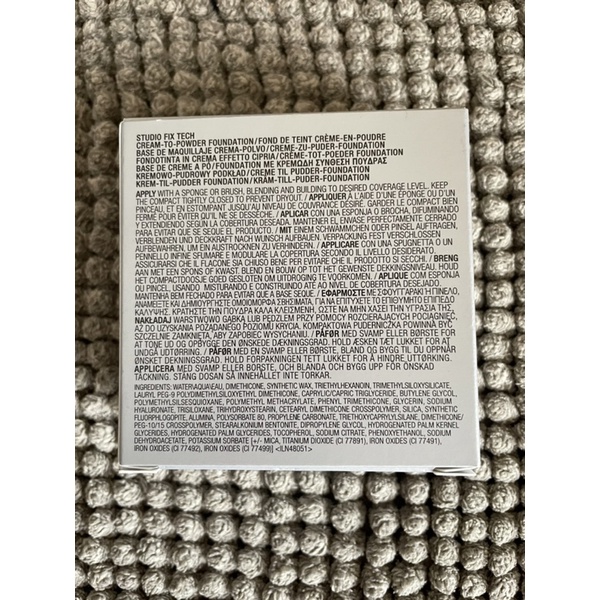 STUDIO FIX TECH
CREAM-TO-POWDER FOUNDATION/FOND DE TEINT CRÈME-EN-POUDRE
BASE DE MAQUILLAJE CREMA-POLVO/CREME-ZU-PUDER-FOUNDATION
FONDOTINTA IN CREMA EFFETTO CIPRIA/CRÈME-TOT-POEDER FOUNDATION
BASE DE CREME A PÓ/FOUNDATION ΜΕ ΚΡΕΜΩΔΗ ΣΥΝΘΕΣΗ ΠΟΥΔΡΑΣ
KREMOWO-PUDROWY PODKŁAD/CREME TIL PUDDER-FOUNDATION
KREM-TIL-PUDDER FOUNDATION/KRÄM-TILL-PUDER-FOUNDATION
APPLY WITH A SPONGE OR BRUSH, BLENDING AND BUILDING TO DESIRED COVERAGE LEVEL. KEEP
THE COMPACT TIGHTLY CLOSED TO PREVENT DRYOUT. / APPLIQUER À L'AIDE D'UNE ÉPONGE OU D'UN
PINCEAU, ET EN ESTOMPANT JUSQU'AU NIVEAU DE COUVRANCE DÉSIRÉ. GARDER LE COMPACT BIEN
FERMÉ POUR ÉVITER QU'IL NE SE DESSÈCHE. / APLICAR CON UNA ESPONJA O BROCHA, DIFUMINANDO
Y EXTENDIENDO SEGÚN LA COBERTURA DESEADA. MANTENER EL ENVASE PERFECTAMENTE CERRADO
PARA EVITAR QUE SE SEQUE EL PRODUCTO. / MIT EINEM SCHWÄMMCHEN ODER PINSEL AUFTRAGEN,
VERBLENDEN UND DECKKRAFT NACH WUNSCH AUFBAUEN. VERPACKUNG FEST VERSCHLOSSEN
AUFBEWAHREN, UM EIN AUSTROCKNEN ZU VERHINDERN. / APPLICARE CON UNA SPUGNETTA O UN
PENNELLO INFINE SFUMARE E MODULARE LA COPERTURA SECONDO IL LIVELLO DESIDERATO.
ASSICURARSI CHE IL FLACONE SIA CHIUSO BENE PER EVITARE CHE IL PRODOTTO SI SECCHI. / BRENG
AAN MET EEN SPONS OF KWAST. BLEND EN BOUW OP TOT HET GEWENSTE DEKKINGSNIVEAU. HOUD
HET COMPACTDOOSJE GOED GESLOTEN OM UITDROGING TE VOORKOMEN. / APLIQUE COM ESPONJA
OU PINCEL, USANDO. MISTURANDO E CONSTRUINDO ATÉ AO NÍVEL DE COBERTURA DESEJADO.
MANTENHA BEM FECHADO PARA EVITAR QUE A BASE SEQUE. / ΕΦΑΡΜΟΣΤΕ ΜΕ ΣΦΟΥΓΓΑΡΑΚΙ Ή ΠΙΝΕΛΟ,
ΑΝΑΜΕΙΞΤΕ ΚΑΙ ΔΗΜΙΟΥΡΓΗΣΤΕ ΟΜΟΙΟΜΟΡΦΑ ΣΒΗΣΙΜΑΤΑ, ΓΙΑ ΝΑ ΕΠΙΤΥΧΕΤΕ ΤΟ ΕΠΙΘΥΜΗΤΟ ΕΠΙΠΕΔΟ
ΚΑΛΥΨΗΣ. ΚΡΑΤΗΣΤΕ ΤΗΝ ΠΟΥΔΡΑ ΚΑΛΑ ΚΛΕΙΣΜΕΝΗ, ΩΣΤΕ ΝΑ ΜΗΝ ΧΑΣΕΙ ΤΗΝ ΥΓΡΑΣΙΑ ΤΗΣ.
NAKŁADAJ WARSTWOWO GĄBKĄ LUB PĘDZLEM PRZY POMOCY ROZCIERAJĄCYCH POCIĄGNIĘĆ,
AŻ DO UZYSKANIA POŻĄDANEGO POZIOMU KRYCIA. KOMPAKTOWA PUDERNICZKA POWINNA BYĆ
SZCZELNIE ZAMKNIĘTA, ABY ZAPOBIEC WYSYCHANIU. / PÅFØR MED SVAMP ELLER BØRSTE FOR
AT TONE UD OG OPBYGGE DEN ØNSKEDE DÆKNINGSGRAD. HOLD ÆSKEN TÆT LUKKET FOR AT
UNDGÅ UDTØRRING. / PÅFØR MED EN SVAMP ELLER BØRSTE, BLAND OG BYGG TIL DU OPPNÅR
ØNSKET DEKNINGSGRAD. HOLD FORPAKNINGEN TETT LUKKET FOR Å HINDRE UTTØRKING.
APPLICERA MED SVAMP ELLER BORSTE, OCH BLANDA OCH BYGG UPP FÖR ÖNSKAD
TÄCKNING. STÄNG DOSAN SÅ INNEHÅLLET INTE TORKAR.
INGREDIENTS: WATER\AQUA\EAU, DIMETHICONE, SYNTHETIC WAX, TRIETHYLHEXANOIN, TRIMETHYLSILOXYSILICATE,
LAURYL PEG-9 POLYDIMETHYLSILOXYETHYL DIMETHICONE, CAPRYLIC/CAPRIC TRIGLYCERIDE, BUTYLENE GLYCOL,
POLYMETHYLSILSESQUIOXANE, POLYMETHYL METHACRYLATE, PHENYL TRIMETHICONE, GLYCERIN, SODIUM
HYALURONATE, TRISILOXANE, TRIHYDROXYSTEARIN, CETEARYL DIMETHICONE CROSSPOLYMER, SILICA, SYNTHETIC
FLUORPHLOGOPITE, ALUMINA, POLYSORBATE 80, PROPYLENE CARBONATE, TRIETHOXYCAPRYLYLSILANE, DIMETHICONE/
PEG-10/15 CROSSPOLYMER, STEARALKONIUM BENTONITE, DIPROPYLENE GLYCOL, HYDROGENATED PALM KERNEL
GLYCERIDES, HYDROGENATED PALM GLYCERIDES, TOCOPHEROL, SODIUM CITRATE, PHENOXYETHANOL, SODIUM
DEHYDROACETATE, POTASSIUM SORBATE [+/- MICA, TITANIUM DIOXIDE (CI 77891), IRON OXIDES (CI 77491),
IRON OXIDES (CI 77492), IRON OXIDES (CI 77499)] <ILN48051>